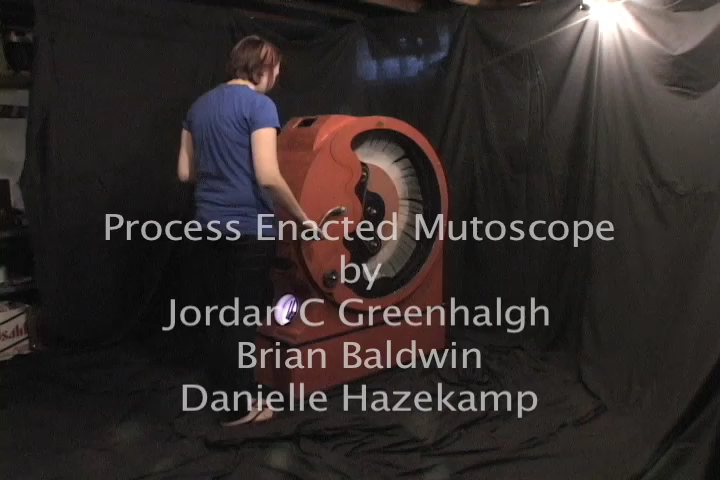 Process Enacted Mutoscope
by
Jordan C Greenhalgh
Brian Baldwin
Danielle Hazekamp